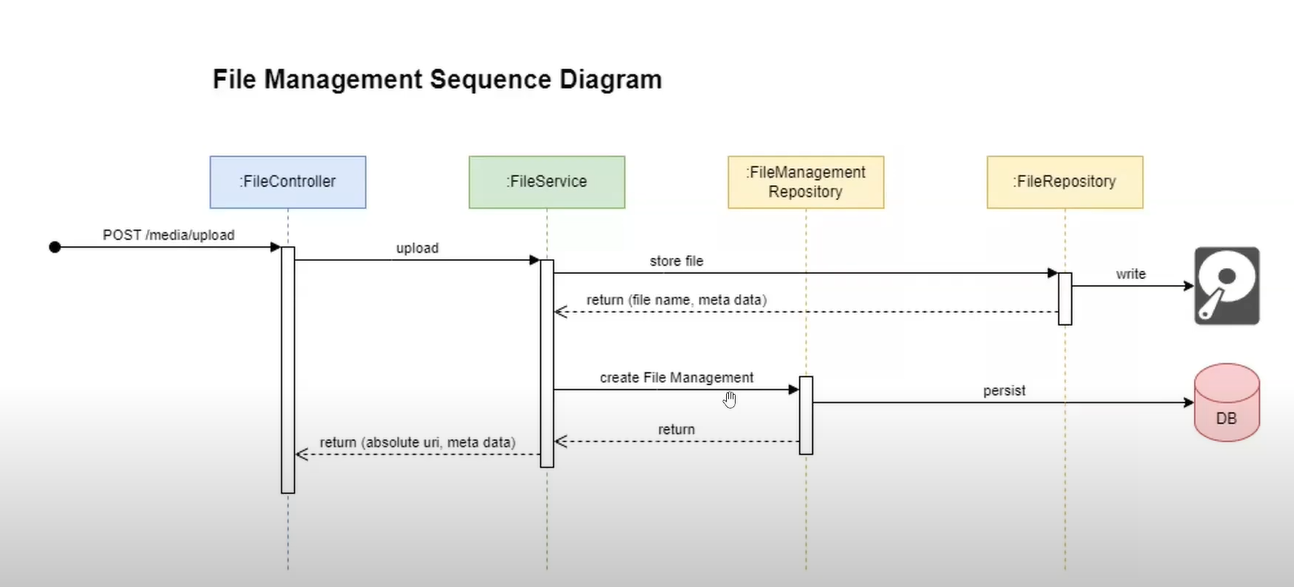 File Management Sequence Diagram
:FileController
:FileService
:FileManagement
Repository
:FileRepository
POST /media/upload
upload
store file
write
return (file name, meta data)
create File Management
persist
DB
return
return (absolute uri, meta data)